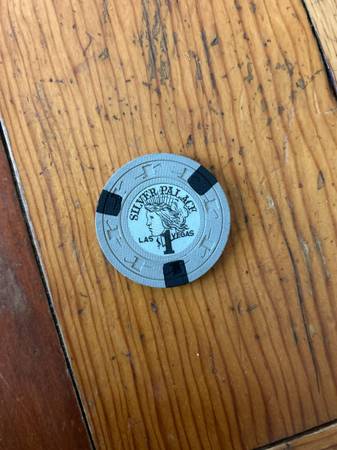 SILVER PALACE
LAS VEGAS
$1